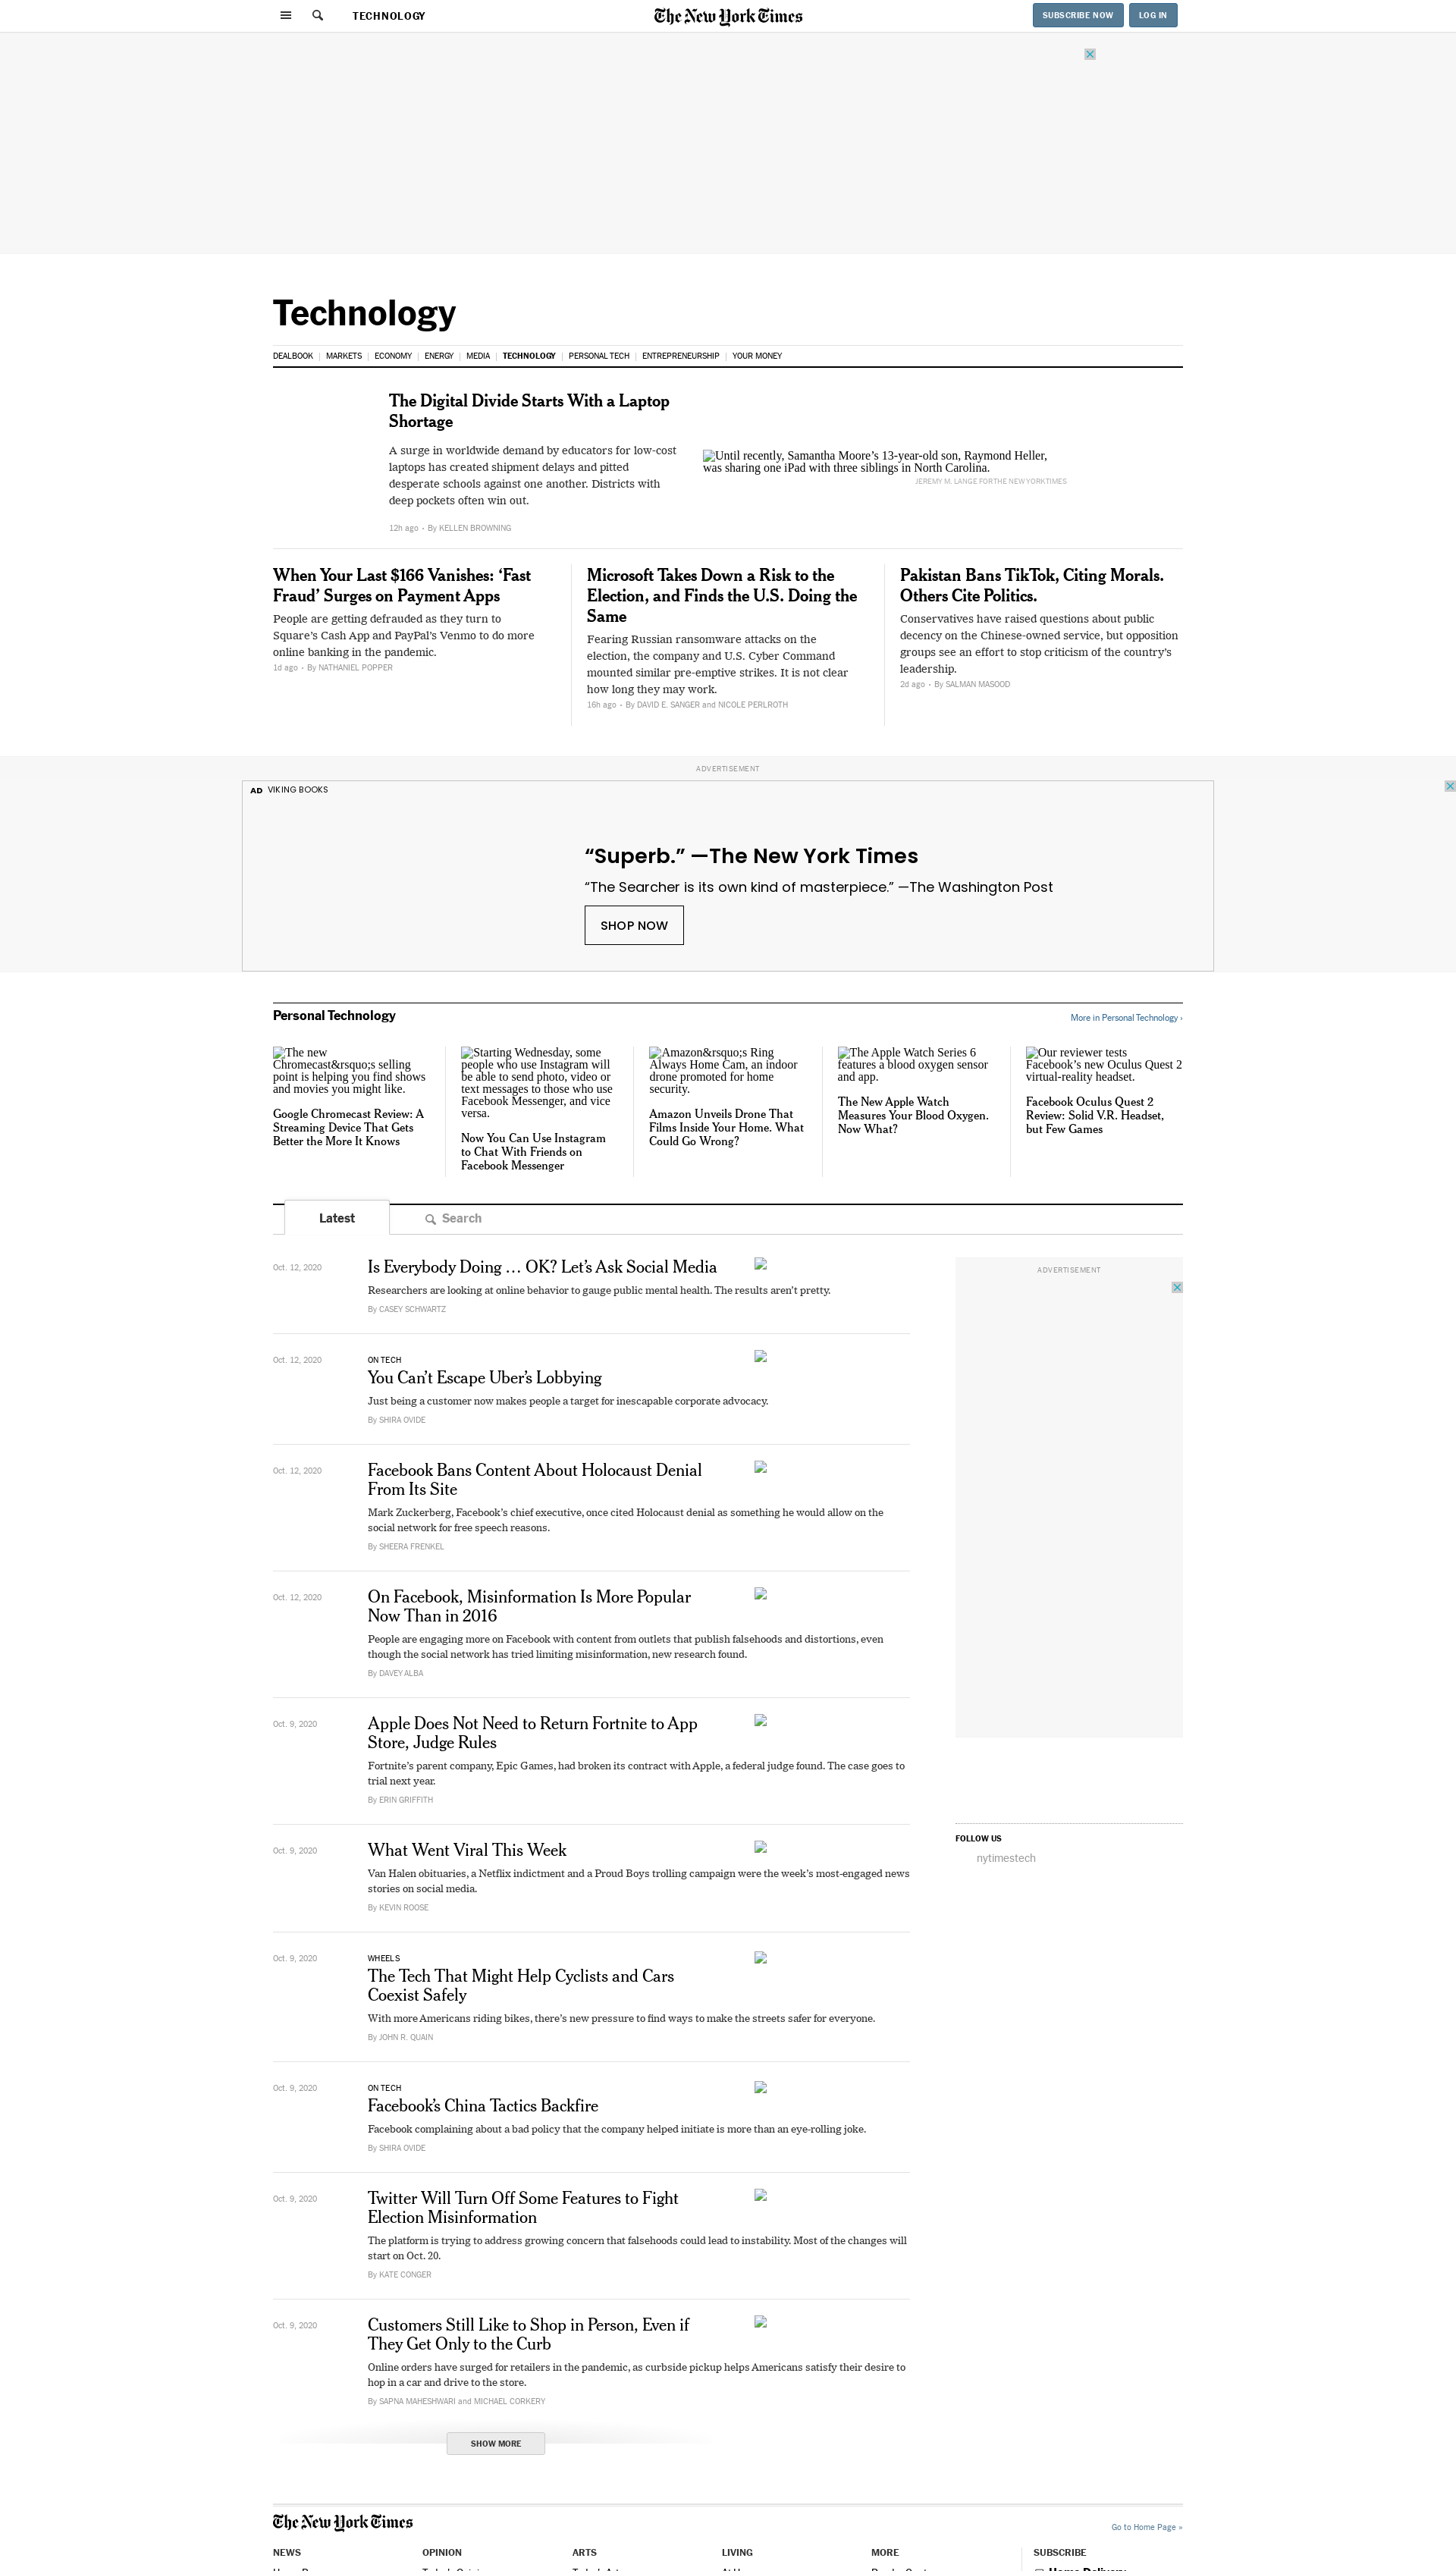 TECHNOLOGY
The New York Times
SUBSCRIBE NOW
LOG IN
Technology
DEALBOOK
MARKETS
ECONOMY
ENERGY
MEDIA
TECHNOLOGY
PERSONAL TECH
ENTREPRENEURSHIP
YOUR MONEY
The Digital Divide Starts With a Laptop
Shortage
A surge in worldwide demand by educators for low-cost
laptops has created shipment delays and pitted
desperate schools against one another. Districts with
deep pockets often win out.
12h ago • By KELLEN BROWNING
Until recently, Samantha Moore’s 13-year-old son, Raymond Heller,
was sharing one iPad with three siblings in North Carolina.
JEREMY M. LANGE FOR THE NEW YORK TIMES
When Your Last $166 Vanishes: ‘Fast
Fraud’ Surges on Payment Apps
People are getting defrauded as they turn to
Square’s Cash App and PayPal’s Venmo to do more
online banking in the pandemic.
1d ago • By NATHANIEL POPPER
Microsoft Takes Down a Risk to the
Election, and Finds the U.S. Doing the
Same
Fearing Russian ransomware attacks on the
election, the company and U.S. Cyber Command
mounted similar pre-emptive strikes. It is not clear
how long they may work.
16h ago • By DAVID E. SANGER and NICOLE PERLROTH
Pakistan Bans TikTok, Citing Morals.
Others Cite Politics.
Conservatives have raised questions about public
decency on the Chinese-owned service, but opposition
groups see an effort to stop criticism of the country’s
leadership.
2d ago • By SALMAN MASOOD
ADVERTISEMENT
AD VIKING BOOKS
“Superb.” —The New York Times
“The Searcher is its own kind of masterpiece.” —The Washington Post
SHOP NOW
Personal Technology
More in Personal Technology ›
The new
Chromecast&rsquo;s selling
point is helping you find shows
and movies you might like.
Google Chromecast Review: A
Streaming Device That Gets
Better the More It Knows
Starting Wednesday, some
people who use Instagram will
be able to send photo, video or
text messages to those who use
Facebook Messenger, and vice
versa.
Now You Can Use Instagram
to Chat With Friends on
Facebook Messenger
Amazon&rsquo;s Ring
Always Home Cam, an indoor
drone promoted for home
security.
Amazon Unveils Drone That
Films Inside Your Home. What
Could Go Wrong?
The Apple Watch Series 6
features a blood oxygen sensor
and app.
The New Apple Watch
Measures Your Blood Oxygen.
Now What?
Our reviewer tests
Facebook’s new Oculus Quest 2
virtual-reality headset.
Facebook Oculus Quest 2
Review: Solid V.R. Headset,
but Few Games
Latest
Search
Oct. 12, 2020
Is Everybody Doing … OK? Let’s Ask Social Media
Researchers are looking at online behavior to gauge public mental health. The results aren’t pretty.
By CASEY SCHWARTZ
ADVERTISEMENT
Oct. 12, 2020
ON TECH
You Can’t Escape Uber’s Lobbying
Just being a customer now makes people a target for inescapable corporate advocacy.
By SHIRA OVIDE
Oct. 12, 2020
Facebook Bans Content About Holocaust Denial
From Its Site
Mark Zuckerberg, Facebook’s chief executive, once cited Holocaust denial as something he would allow on the
social network for free speech reasons.
By SHEERA FRENKEL
Oct. 12, 2020
On Facebook, Misinformation Is More Popular
Now Than in 2016
People are engaging more on Facebook with content from outlets that publish falsehoods and distortions, even
though the social network has tried limiting misinformation, new research found.
By DAVEY ALBA
Oct. 9, 2020
Apple Does Not Need to Return Fortnite to App
Store, Judge Rules
Fortnite’s parent company, Epic Games, had broken its contract with Apple, a federal judge found. The case goes to
trial next year.
By ERIN GRIFFITH
FOLLOW US
nytimestech
Oct. 9, 2020
What Went Viral This Week
Van Halen obituaries, a Netflix indictment and a Proud Boys trolling campaign were the week’s most-engaged news
stories on social media.
By KEVIN ROOSE
Oct. 9, 2020
WHEELS
The Tech That Might Help Cyclists and Cars
Coexist Safely
With more Americans riding bikes, there’s new pressure to find ways to make the streets safer for everyone.
By JOHN R. QUAIN
Oct. 9, 2020
ON TECH
Facebook’s China Tactics Backfire
Facebook complaining about a bad policy that the company helped initiate is more than an eye-rolling joke.
By SHIRA OVIDE
Oct. 9, 2020
Twitter Will Turn Off Some Features to Fight
Election Misinformation
The platform is trying to address growing concern that falsehoods could lead to instability. Most of the changes will
start on Oct. 20.
By KATE CONGER
Oct. 9, 2020
Customers Still Like to Shop in Person, Even if
They Get Only to the Curb
Online orders have surged for retailers in the pandemic, as curbside pickup helps Americans satisfy their desire to
hop in a car and drive to the store.
By SAPNA MAHESHWARI and MICHAEL CORKERY
SHOW MORE
The New York Times
Go to Home Page »
NEWS
OPINION
ARTS
MORE
LIVING
SUBSCRIBE
Home Delivery